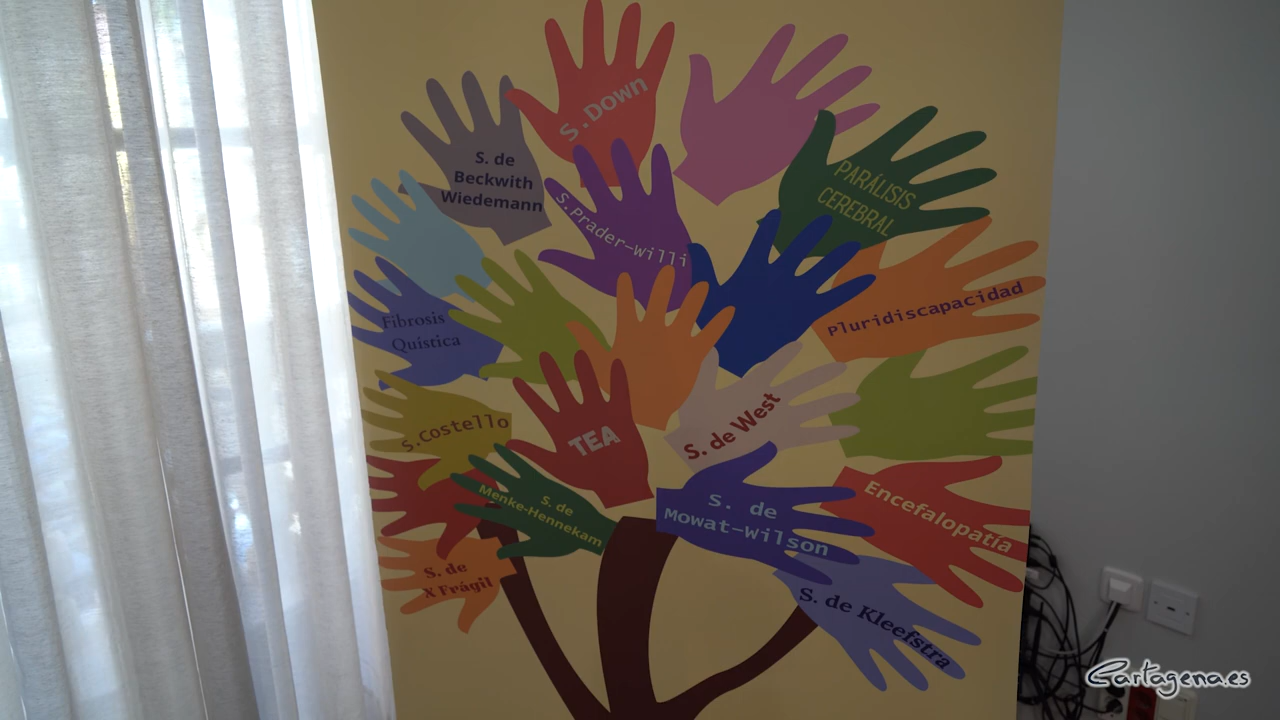 S. Down
S. de
Beckwith
Wiedemann
PARÁLISIS
CEREBRAL
S.Prader-Willi
Pluridiscapacidad
Fibrosis
Quística
S.Costello
TEA
S. de West
S. de
Menke-Hennekam
S. de
Mowat-Wilson
Encefalopatía
S. de
X Frágil
S. de Kleefstra
Cartagena.es